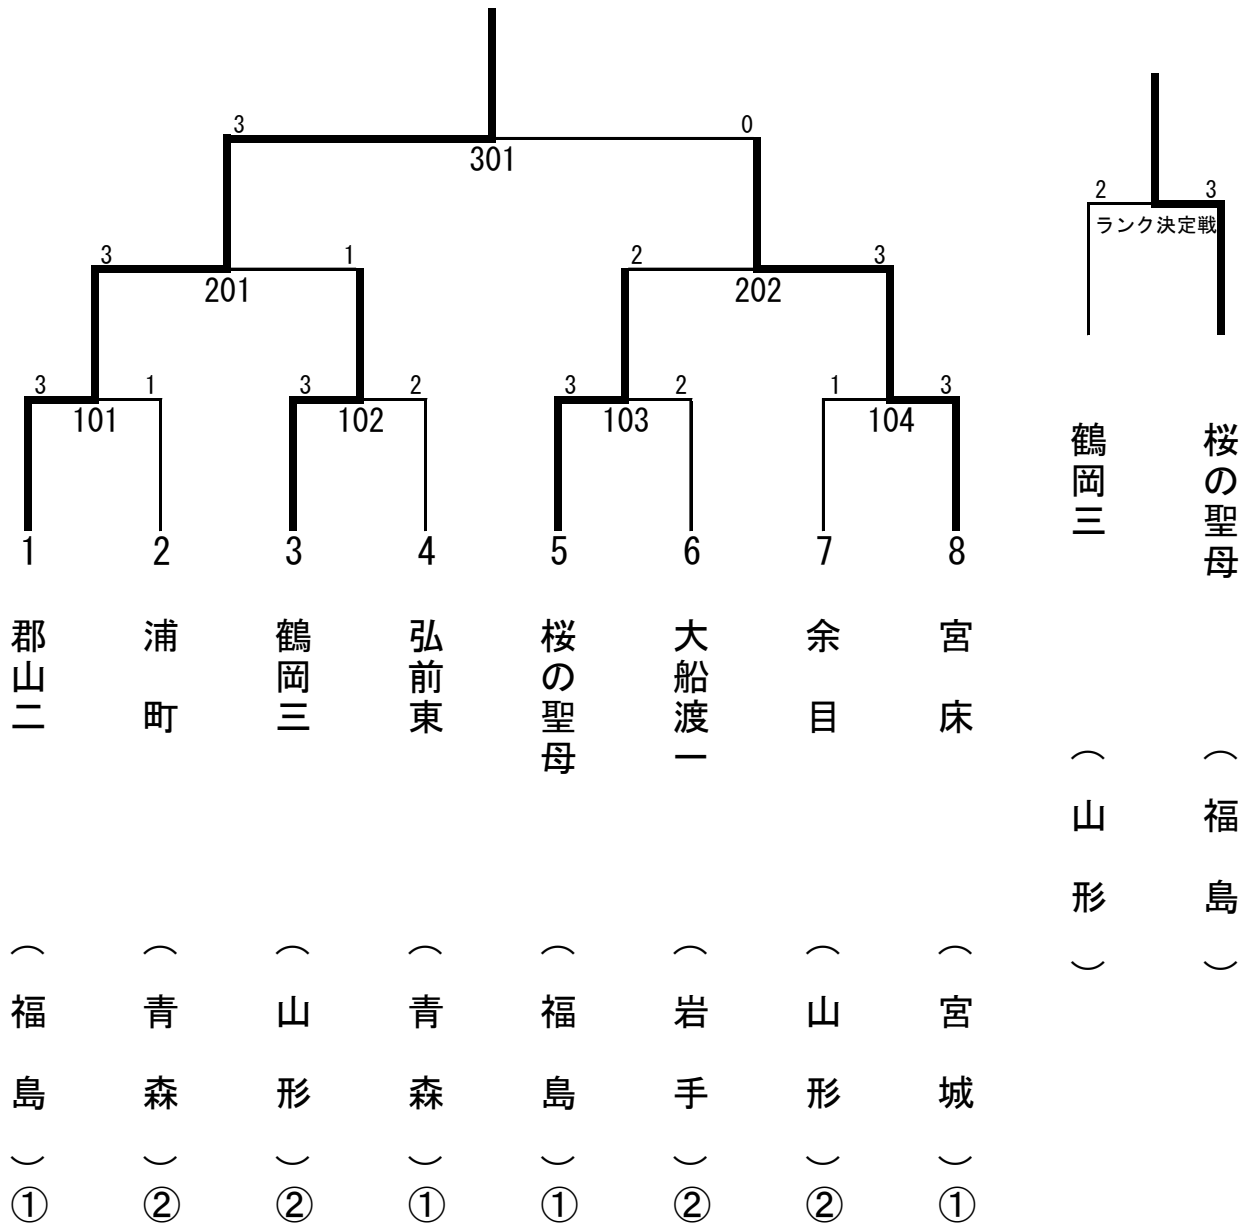 3
0
301
2
3
ランク決定戦
3
1
201
2
3
202
3
1
101
3
2
102
3
2
103
1
3
104
1
2
3
4
5
6
7
8
郡山二
浦町
鶴岡三
弘前東
桜の聖母
大船渡一
余目
宮床
鶴岡三
桜の聖母
（山形）
（福島）
（福島）①
（青森）②
（山形）②
（青森）①
（福島）①
（岩手）②
（山形）②
（宮城）①